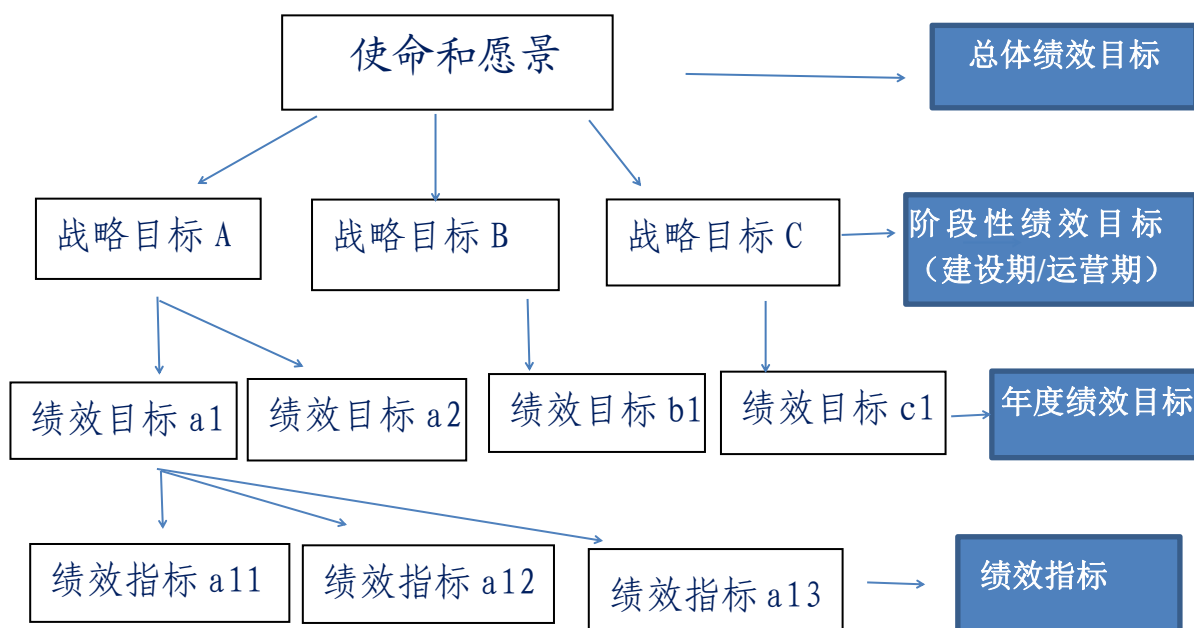 使命和愿景
总体绩效目标
战略目标 A
战略目标 B
战略目标 C
阶段性绩效目标
（建设期/运营期）
绩效目标 a1
绩效目标 a2
绩效目标 b1
绩效目标 c1
年度绩效目标
绩效指标 a11
绩效指标 a12
绩效指标 a13
绩效指标